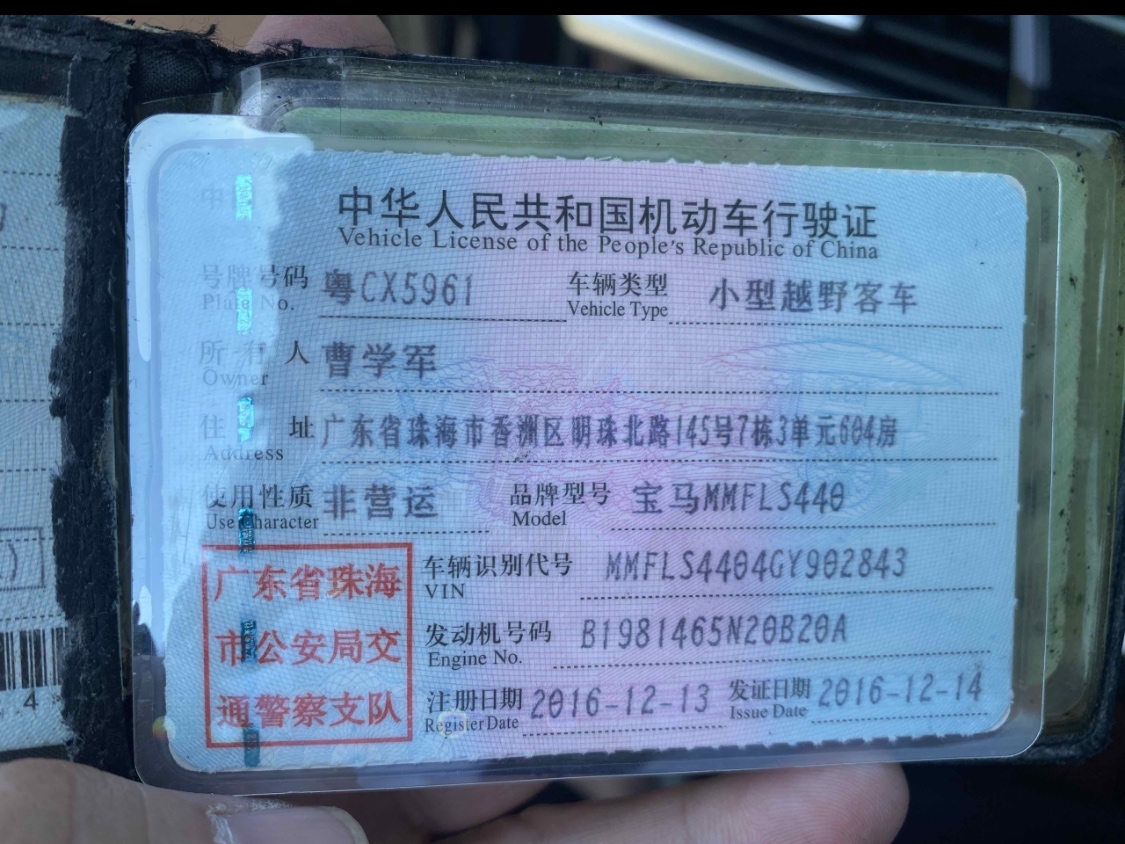 中华人民共和国机动车行驶证
Vehicle License of the People's Republic of China
号牌号码 粤CX5961 车辆类型 小型越野客车
Plate No. Vehicle Type
所有人 曹学军
Owner
住址 广东省珠海市香洲区明珠北路145号7栋3单元604房
Address
使用性质 非营运 品牌型号 宝马MMFLS440
Use Character Model
车辆识别代号 MMFLS4404GY902843
VIN
发动机号码 B1981465N20B20A
Engine No.
注册日期 2016-12-13 发证日期 2016-12-14
Register Date Issue Date
广东省珠海
市公安局交
通警察支队
4